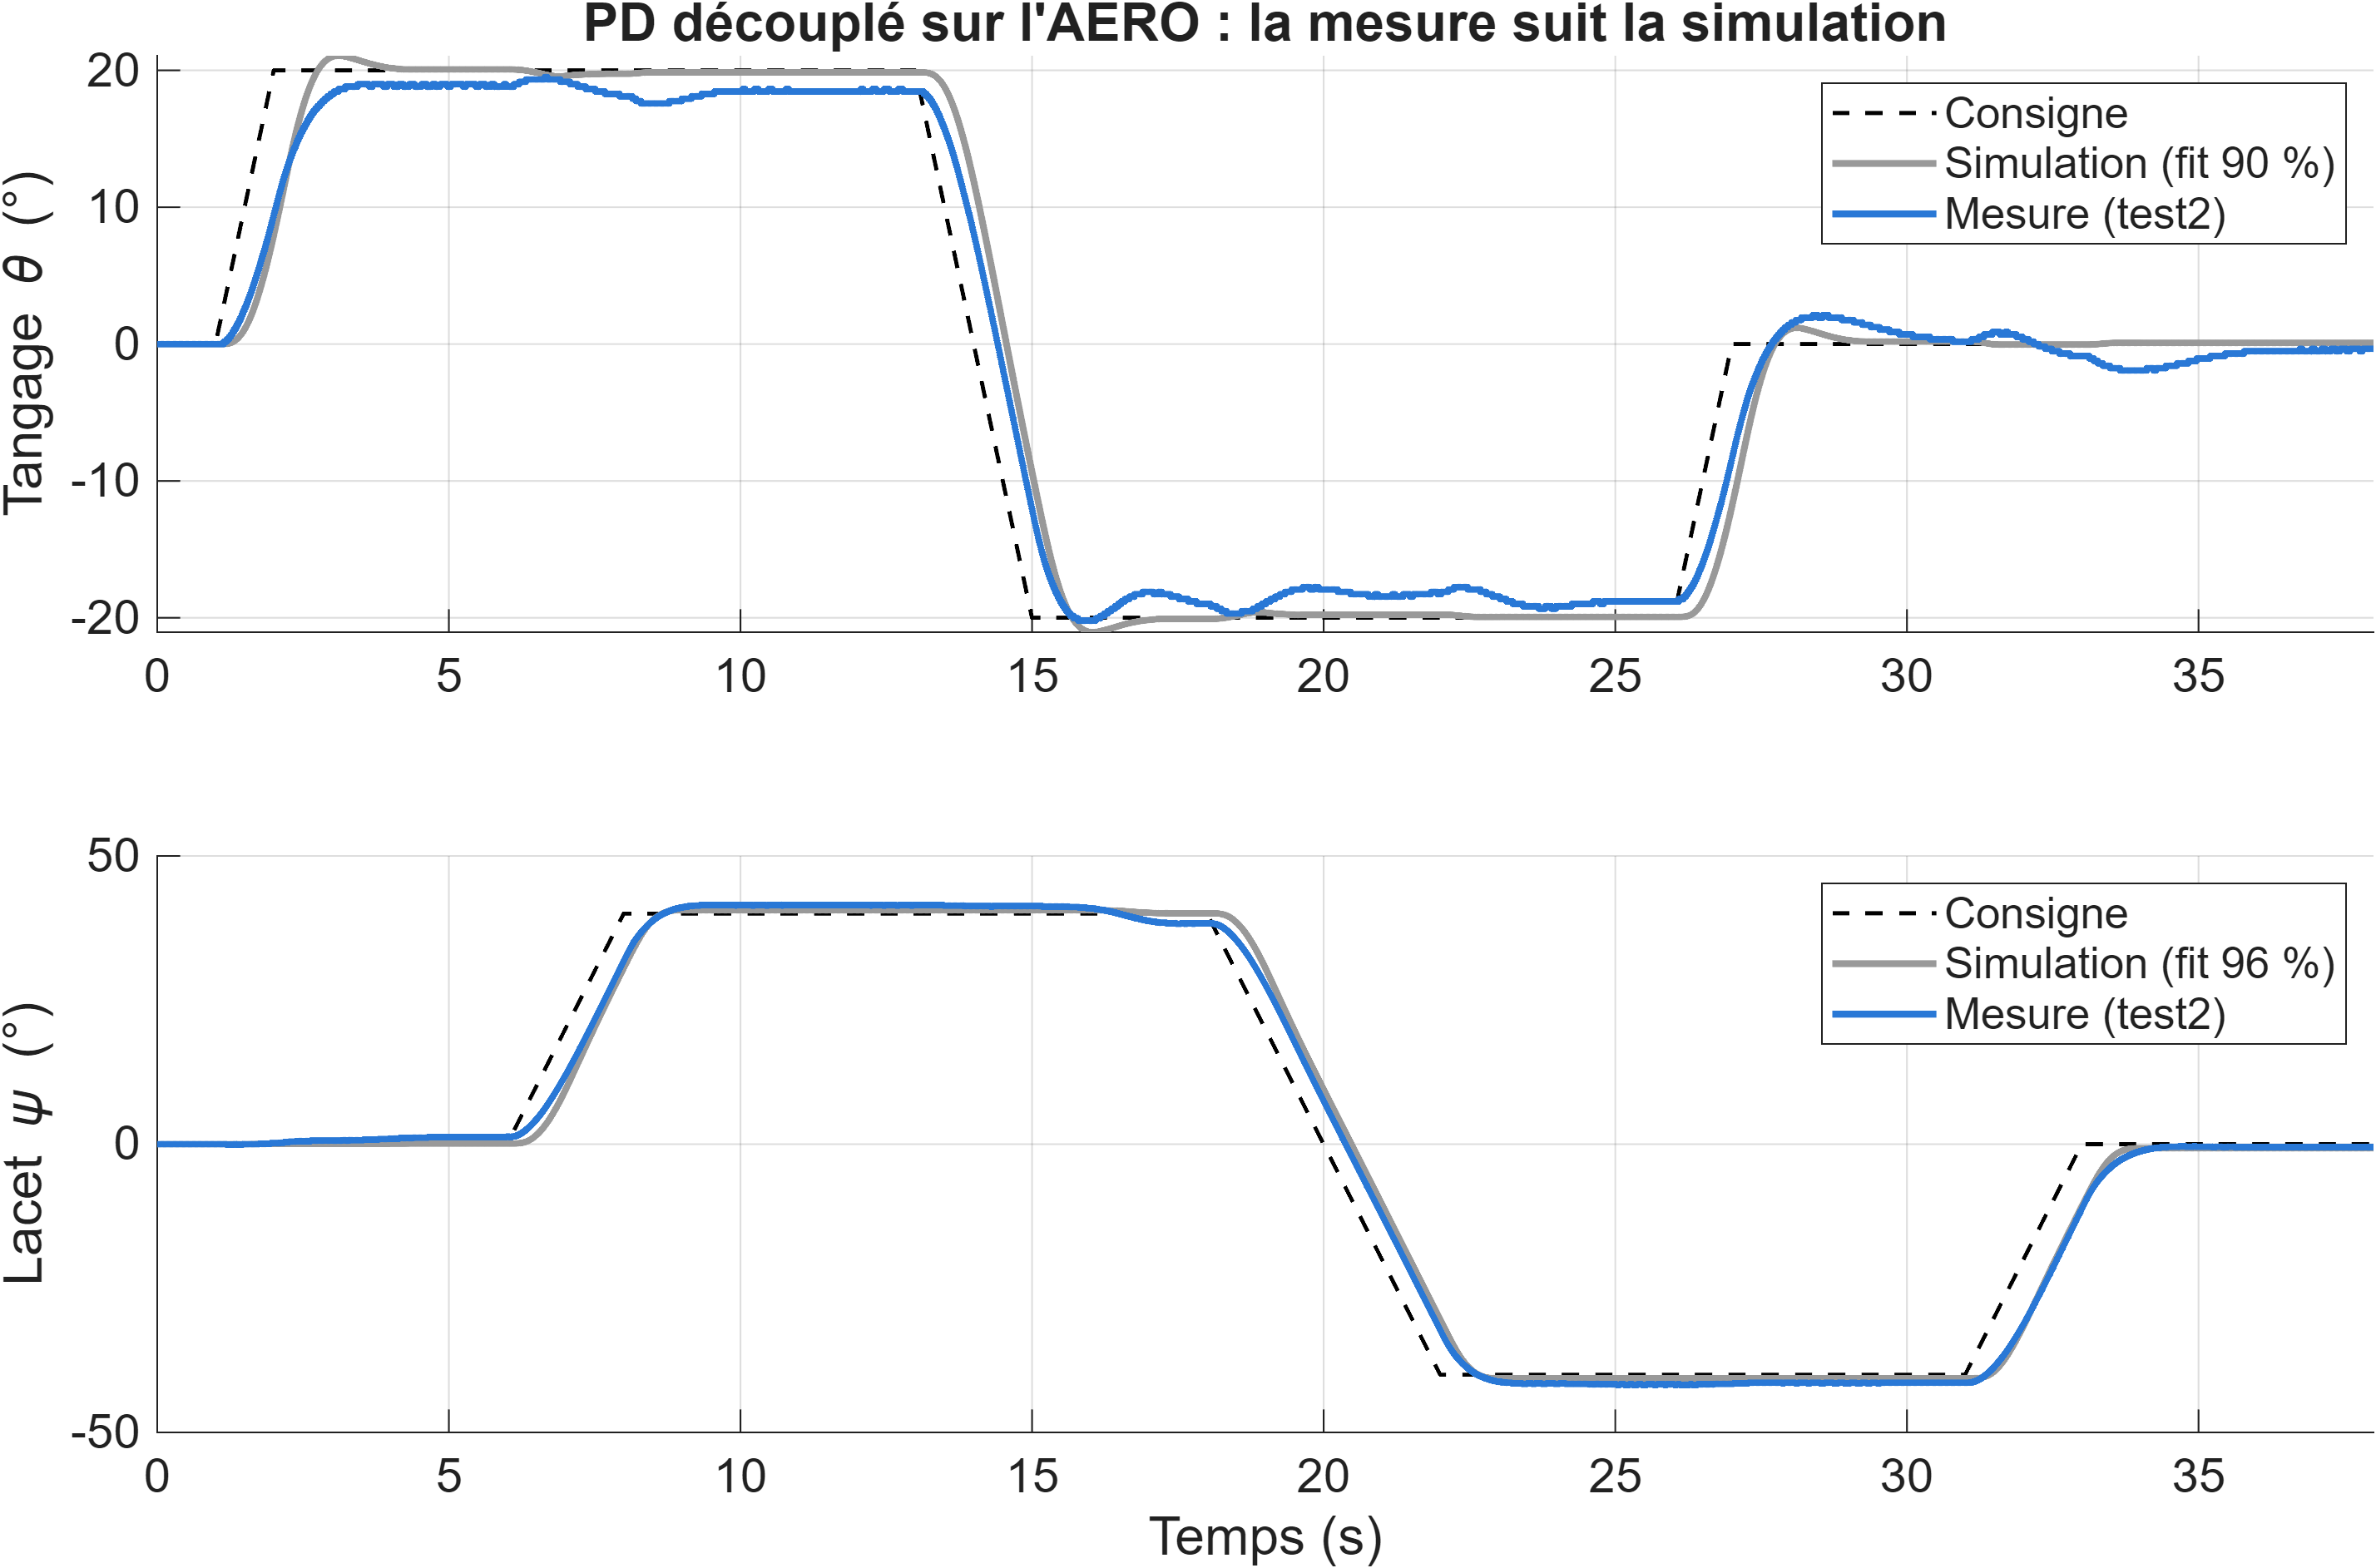 PD découplé sur l'AERO : la mesure suit la simulation
Tangage θ (°)
20
10
0
-10
-20
Consigne
Simulation (fit 90 %)
Mesure (test2)
0 5 10 15 20 25 30 35
Lacet ψ (°)
50
0
-50
Consigne
Simulation (fit 96 %)
Mesure (test2)
0 5 10 15 20 25 30 35
Temps (s)